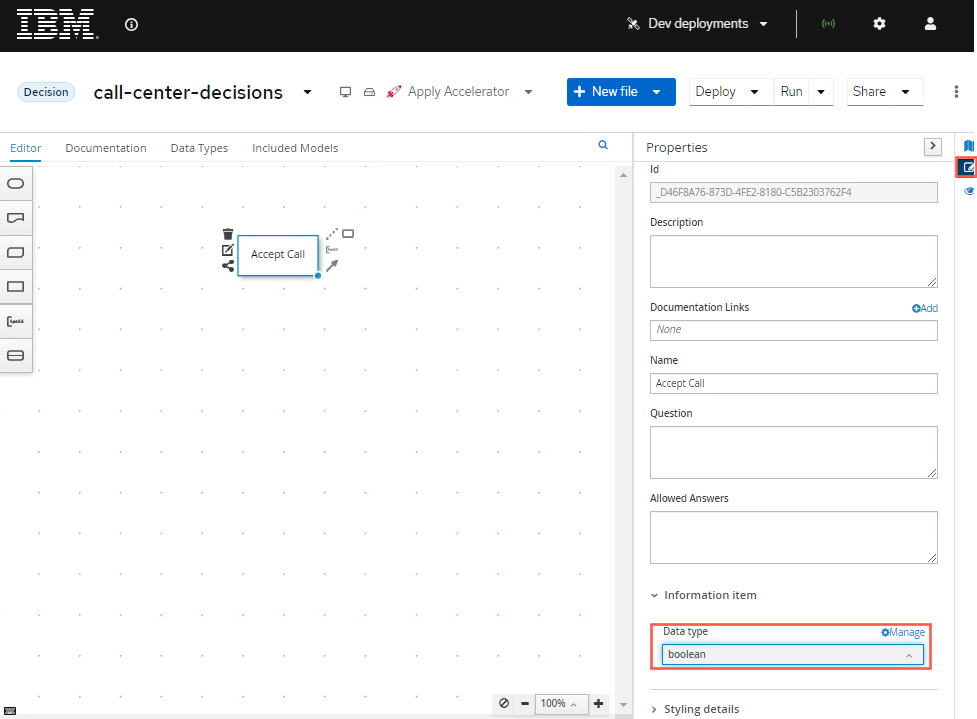 IBM
Dev deployments
Decision
call-center-decisions
Apply Accelerator
New file
Deploy
Run
Share
Editor
Documentation
Data Types
Included Models
Accept Call
100%
Properties
Id
_D46F8A76-873D-4FE2-8180-C5B2303762F4
Description
Documentation Links
Add
None
Name
Accept Call
Question
Allowed Answers
Information item
Data type
Manage
boolean
Styling details